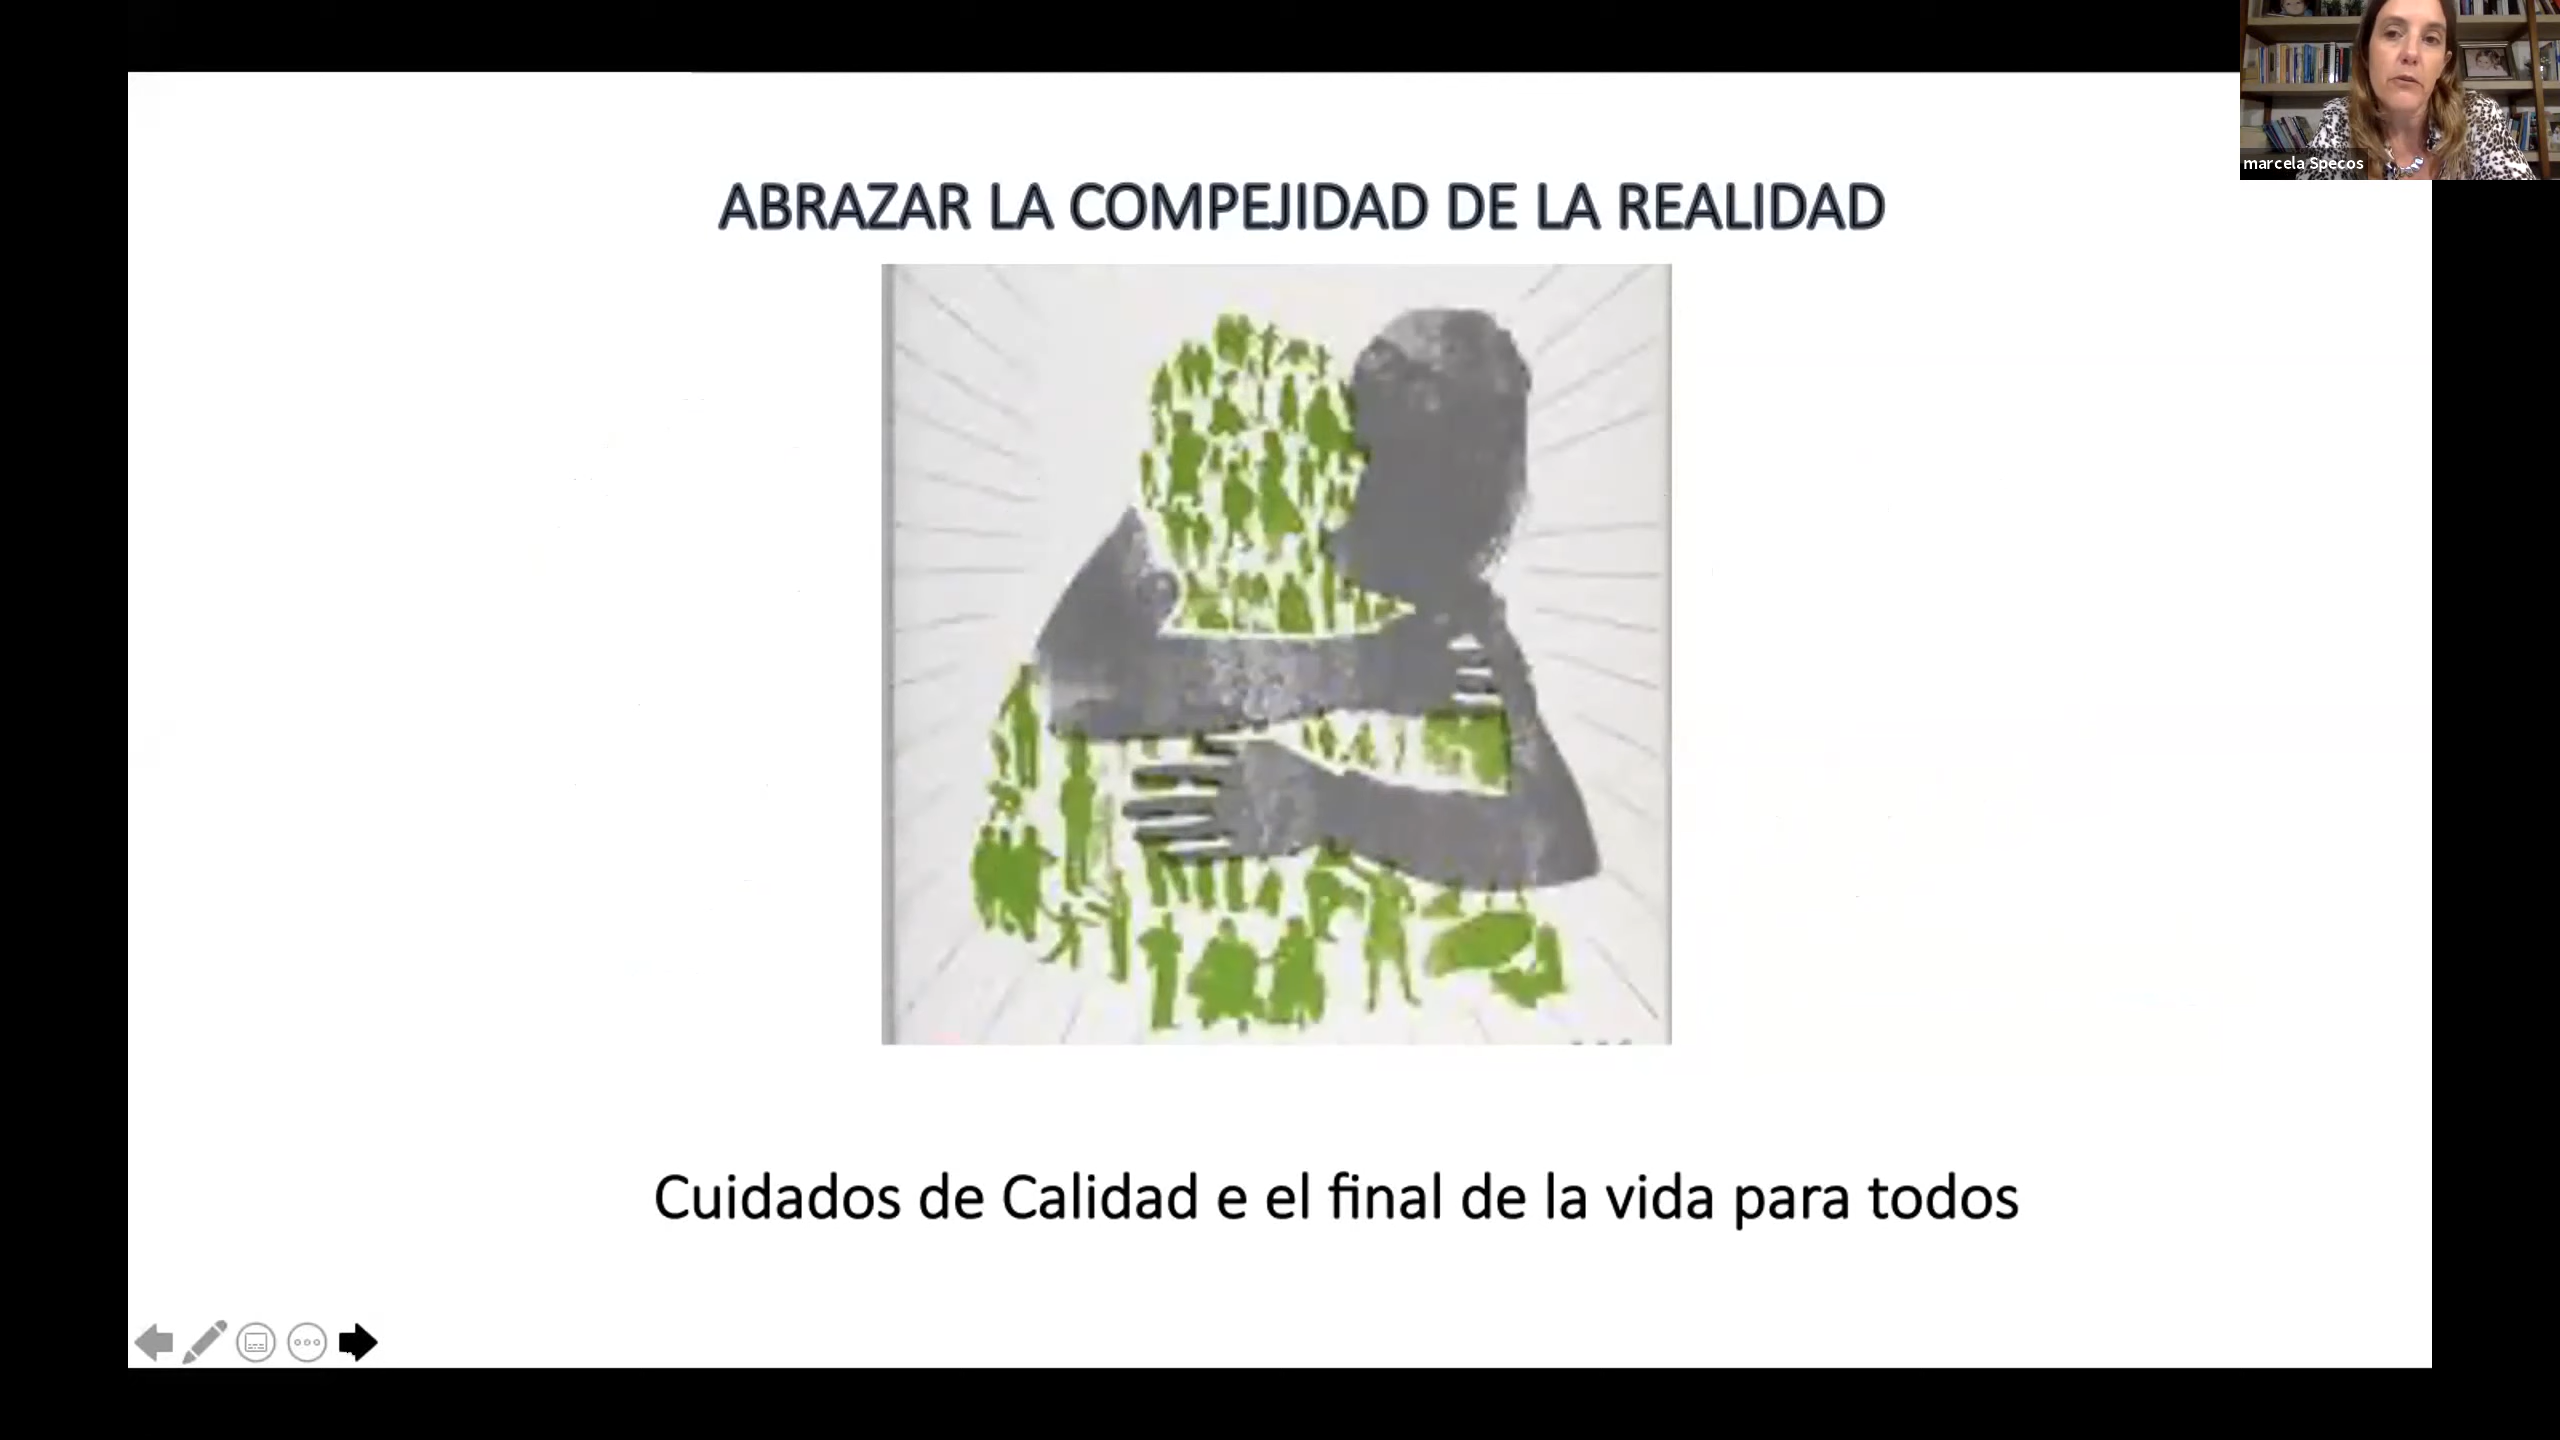 marcela Specos
ABRAZAR LA COMPEJIDAD DE LA REALIDAD
Cuidados de Calidad e el final de la vida para todos